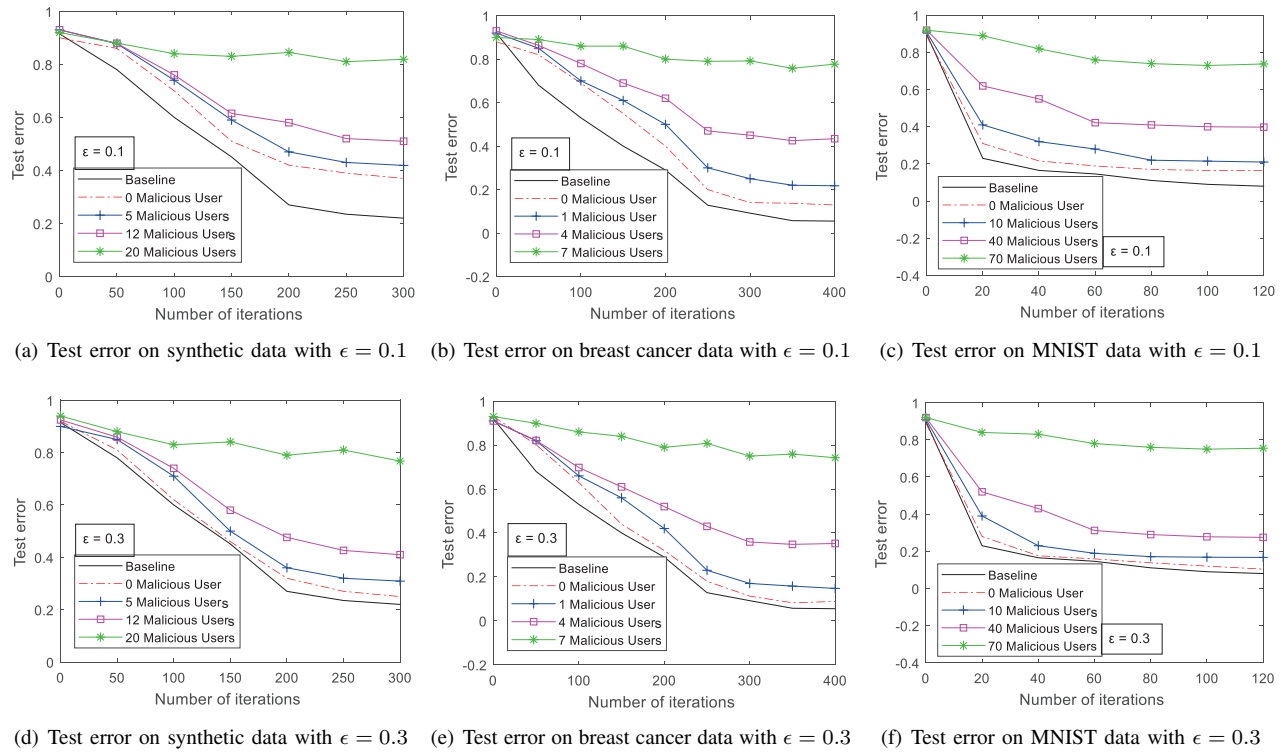 1
0.8
0.6
0.4
0.2
0
Test error
ε = 0.1
Baseline
0 Malicious User
5 Malicious Users
12 Malicious Users
20 Malicious Users
0 50 100 150 200 250 300
Number of iterations
(a) Test error on synthetic data with ϵ = 0.1
1
0.8
0.6
0.4
0.2
0
-0.2
Test error
ε = 0.1
Baseline
0 Malicious User
1 Malicious User
4 Malicious Users
7 Malicious Users
0 100 200 300 400
Number of iterations
(b) Test error on breast cancer data with ϵ = 0.1
1
0.8
0.6
0.4
0.2
0
-0.2
-0.4
Test error
Baseline
0 Malicious User
10 Malicious Users
40 Malicious Users
70 Malicious Users
ε = 0.1
0 20 40 60 80 100 120
Number of iterations
(c) Test error on MNIST data with ϵ = 0.1
1
0.8
0.6
0.4
0.2
0
Test error
ε = 0.3
Baseline
0 Malicious User
5 Malicious Users
12 Malicious Users
20 Malicious Users
0 50 100 150 200 250 300
Number of iterations
(d) Test error on synthetic data with ϵ = 0.3
1
0.8
0.6
0.4
0.2
0
-0.2
Test error
ε = 0.3
Baseline
0 Malicious User
1 Malicious User
4 Malicious Users
7 Malicious Users
0 100 200 300 400
Number of iterations
(e) Test error on breast cancer data with ϵ = 0.3
1
0.8
0.6
0.4
0.2
0
-0.2
-0.4
Test error
Baseline
0 Malicious User
10 Malicious Users
40 Malicious Users
70 Malicious Users
ε = 0.3
0 20 40 60 80 100 120
Number of iterations
(f) Test error on MNIST data with ϵ = 0.3